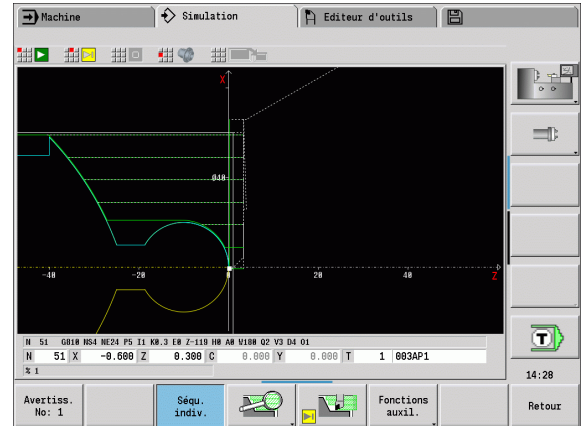 Machine Simulation Editeur d'outils
X
Ø40
-40 -20 0 20 40 Z
N 51 G810 NS4 NE24 P5 I1 K0.3 E0 Z-119 H0 A0 W180 Q2 V3 D4 O1
N 51 X -0.600 Z 0.300 C 0.000 Y 0.000 T 1 003AP1
% 1
T
14:28
Avertiss. Séqu. Fonctions Retour
No: 1 indiv. auxil.